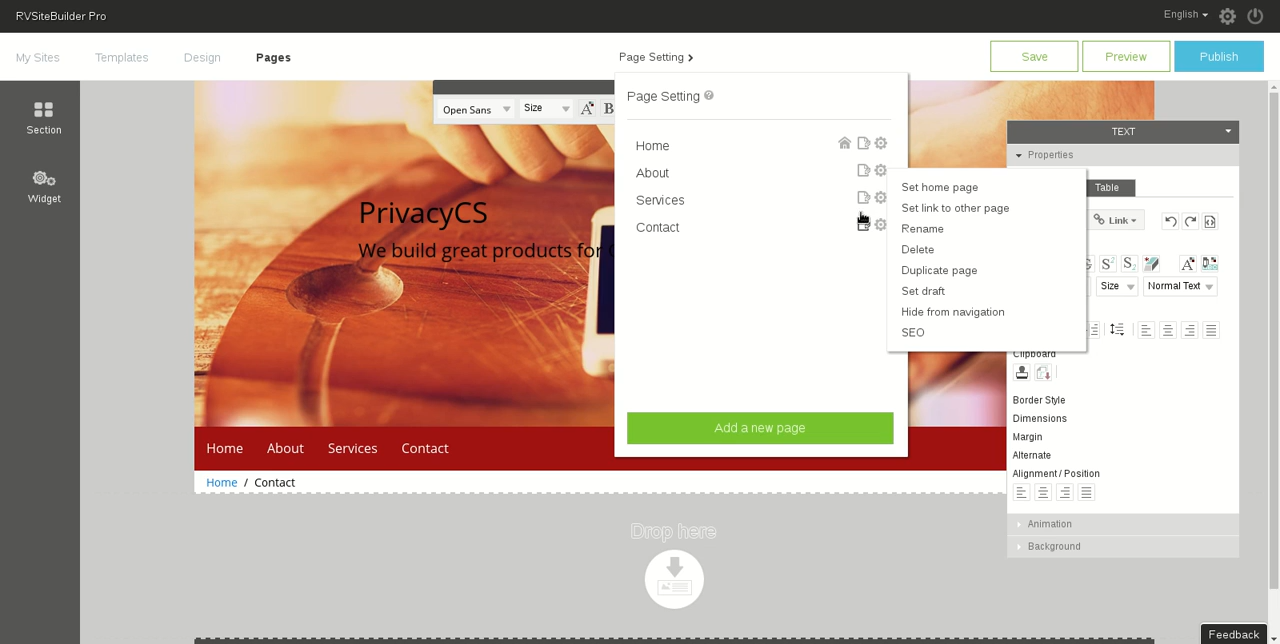 RVSiteBuilder Pro
English
My Sites
Templates
Design
Pages
Page Setting
Save
Preview
Publish
Section
Widget
Open Sans
Size
B
Page Setting
Home
About
Services
Contact
Add a new page
Set home page
Set link to other page
Rename
Delete
Duplicate page
Set draft
Hide from navigation
SEO
PrivacyCS
We build great products for
TEXT
Properties
Table
Link
Size
Normal Text
Clipboard
Border Style
Dimensions
Margin
Alternate
Alignment / Position
Animation
Background
Home About Services Contact
Home / Contact
Drop here
Feedback